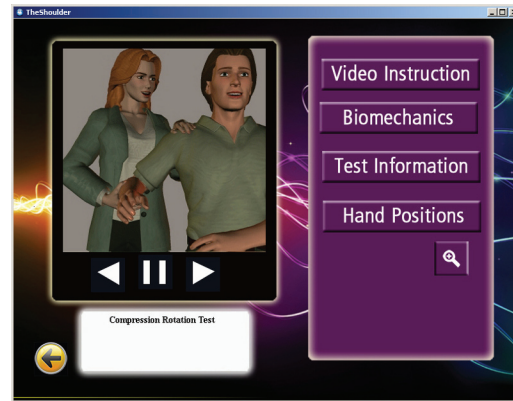 TheShoulder
Video Instruction
Biomechanics
Test Information
Hand Positions
Compression Rotation Test